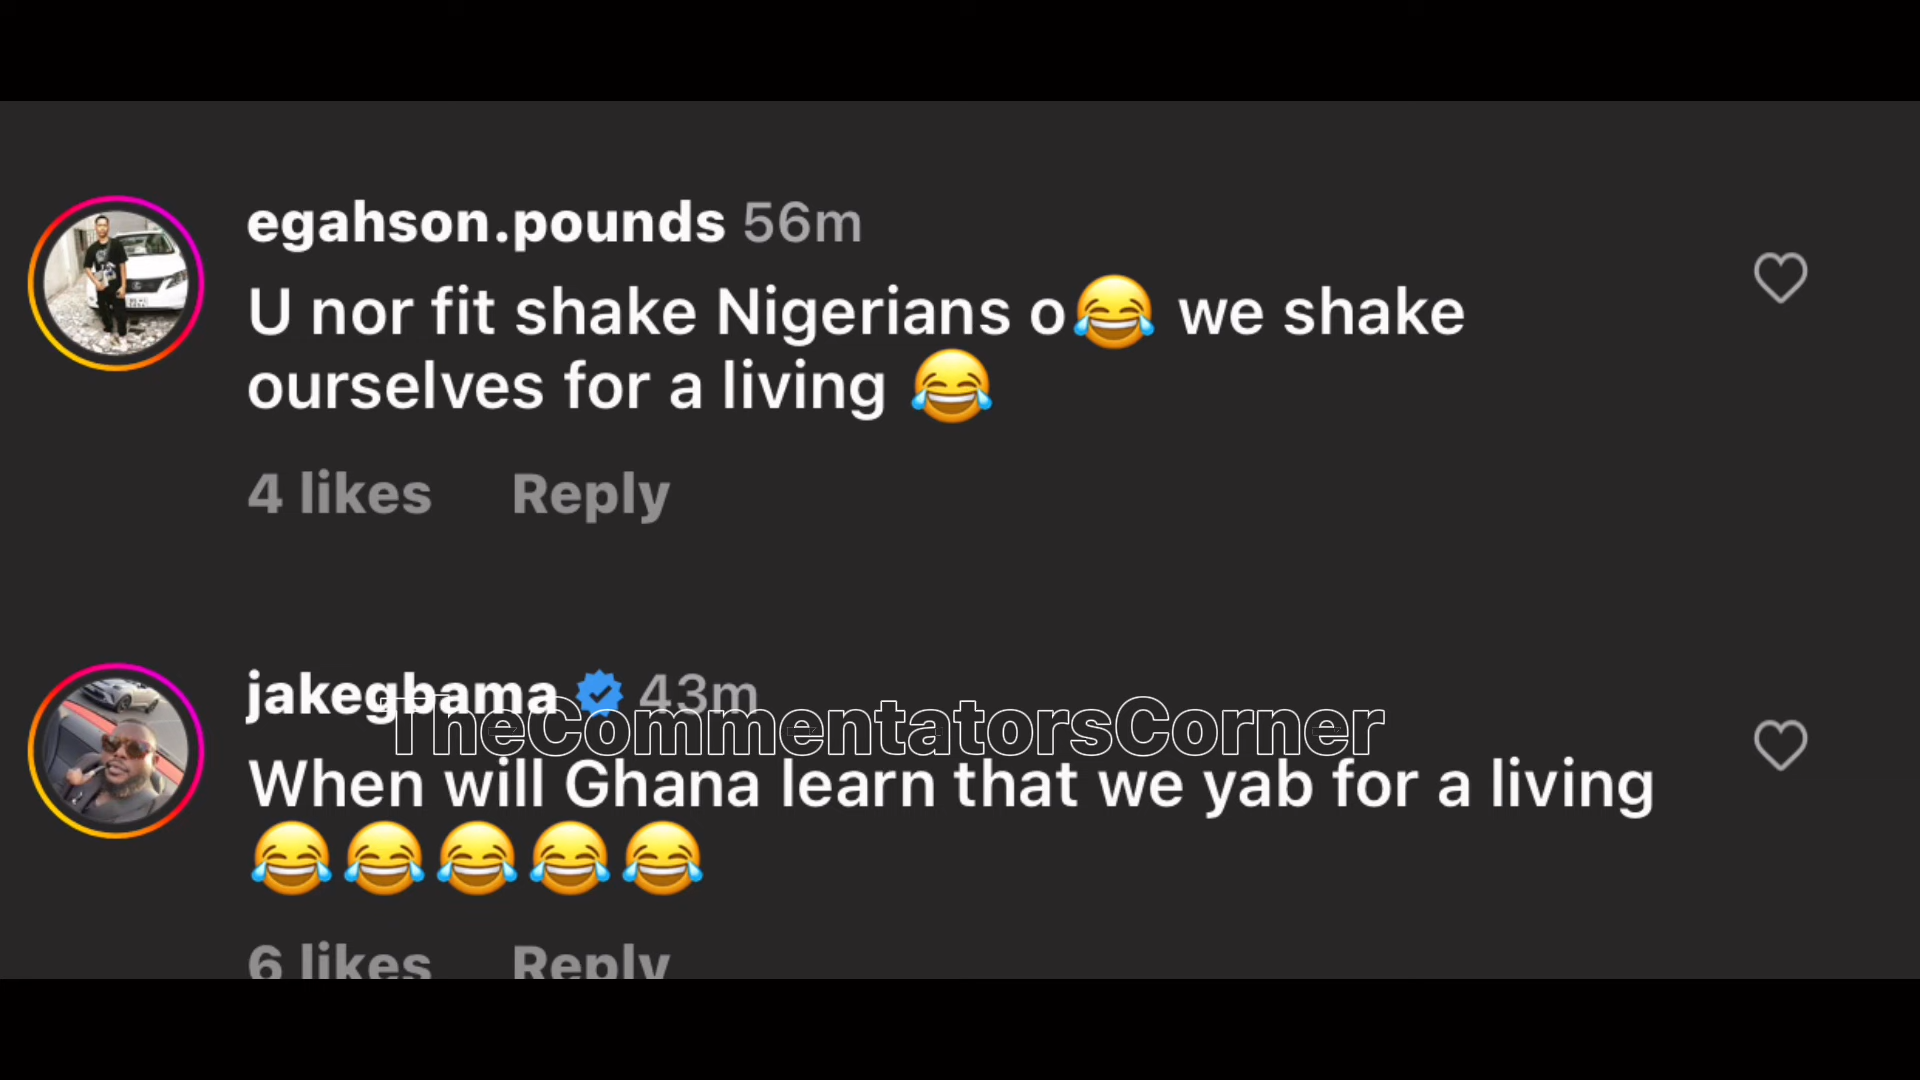 egahson.pounds 56m
U nor fit shake Nigerians o😂 we shake
ourselves for a living 😂
4 likes Reply
jakegbama 43m
TheCommentatorsCorner
When will Ghana learn that we yab for a living
😂😂😂😂😂
6 likes Reply